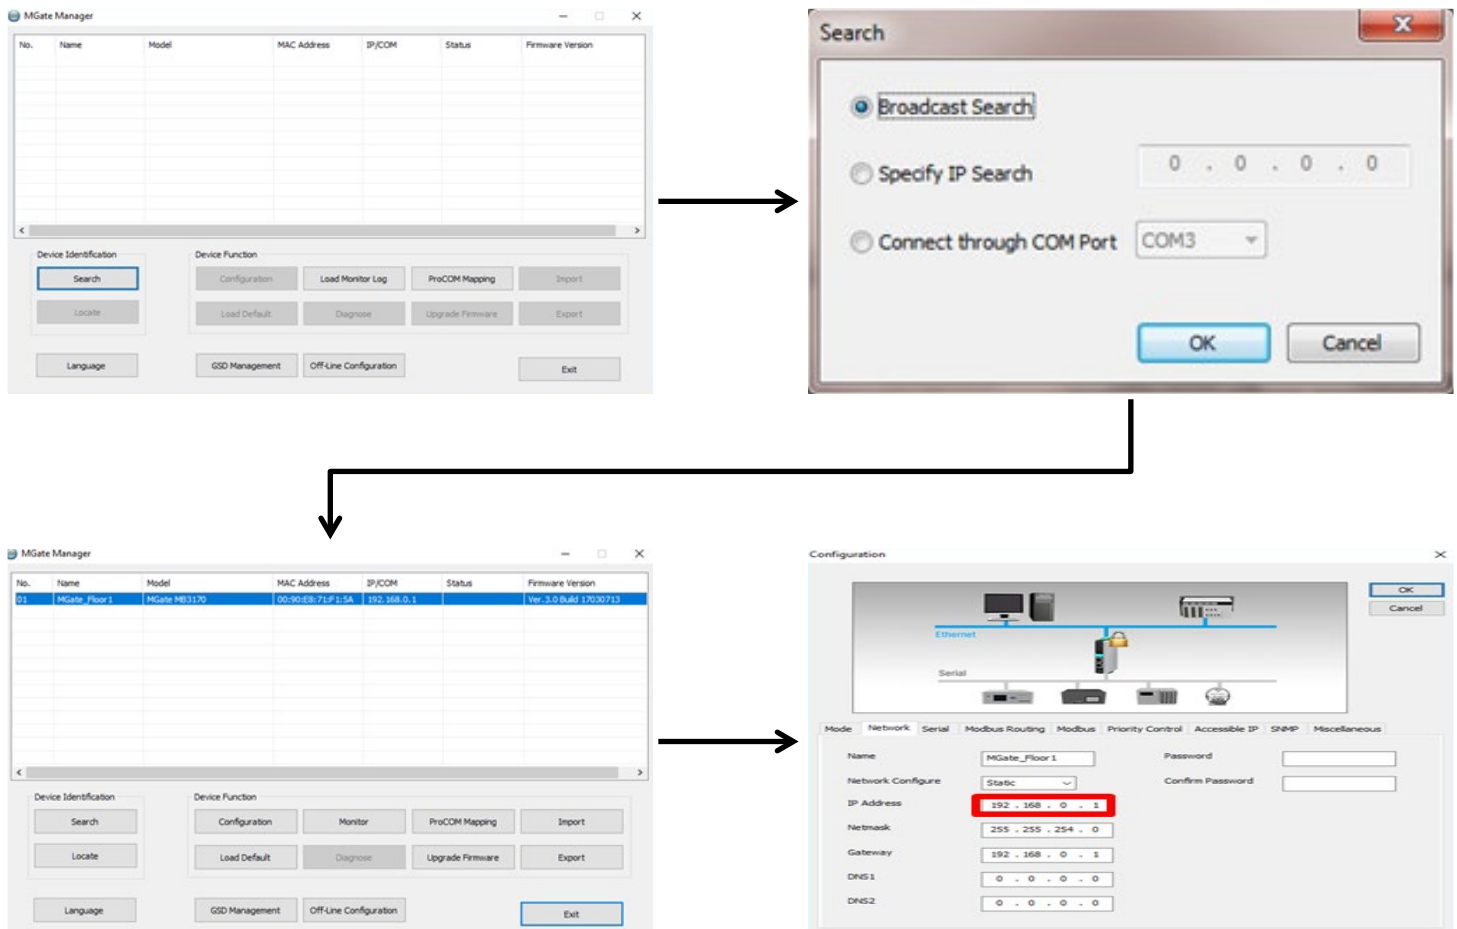 MGate Manager
No. Name Model MAC Address IP/COM Status Firmware Version
Device Identification Device Function
Search Configuration Load Monitor Log ProCOM Mapping Import
Locate Load Default Diagnose Upgrade Firmware Export
Language GSD Management Off-Line Configuration Exit
Search
Broadcast Search
Specify IP Search 0 . 0 . 0 . 0
Connect through COM Port COM3
OK Cancel
MGate Manager
No. Name Model MAC Address IP/COM Status Firmware Version
01 MGate_Floor1 MGate MB3170 00:90:E8:71:F1:5A 192.168.0.1 Ver.3.0 Build 17030713
Device Identification Device Function
Search Configuration Monitor ProCOM Mapping Import
Locate Load Default Diagnose Upgrade Firmware Export
Language GSD Management Off-Line Configuration Exit
Configuration
OK
Cancel
Ethernet
Serial
Mode Network Serial Modbus Routing Modbus Priority Control Accessible IP SNMP Miscellaneous
Name MGate_Floor1 Password
Network Configure Static Confirm Password
IP Address 192 . 168 . 0 . 1
Netmask 255 . 255 . 254 . 0
Gateway 192 . 168 . 0 . 1
DNS1 0 . 0 . 0 . 0
DNS2 0 . 0 . 0 . 0